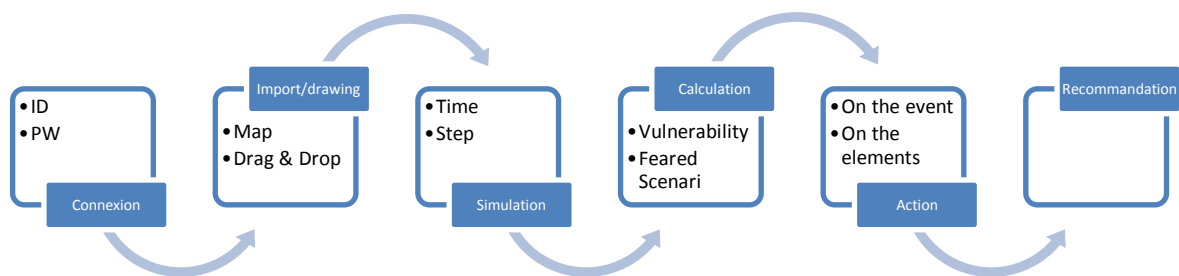 • ID
• PW
Connexion
Import/drawing
• Map
• Drag & Drop
• Time
• Step
Simulation
Calculation
• Vulnerability
• Feared
Scenari
• On the event
• On the
elements
Action
Recommandation